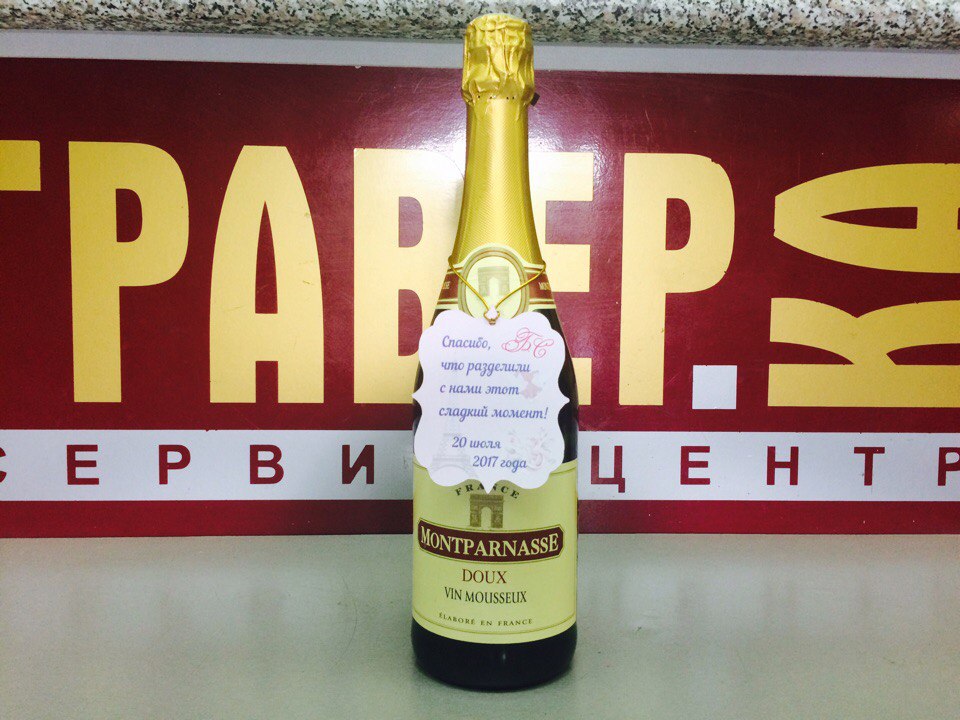 ГРАВЕР.КА
СЕРВИ ЦЕНТР
Спасибо,
БС
что разделили
с нами этот
сладкий момент!
20 июля
2017 года
FRANCE
MONTPARNASSE
DOUX
VIN MOUSSEUX
ÉLABORÉ EN FRANCE